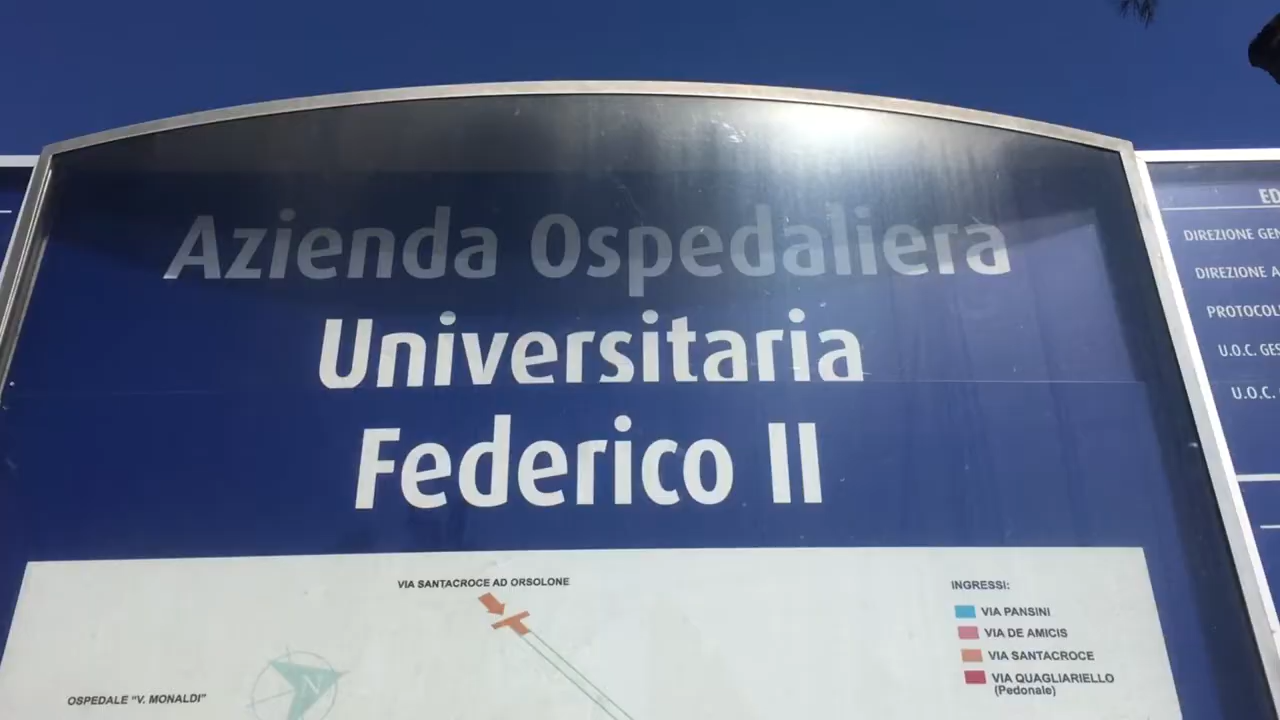 Azienda Ospedaliera
Universitaria
Federico II
VIA SANTACROCE AD ORSOLONE
N
OSPEDALE "V. MONALDI"
INGRESSI:
VIA PANSINI
VIA DE AMICIS
VIA SANTACROCE
VIA QUAGLIARIELLO
(Pedonale)
ED
DIREZIONE GEN
DIREZIONE A
PROTOCOL
U.O.C. GES
U.O.C.